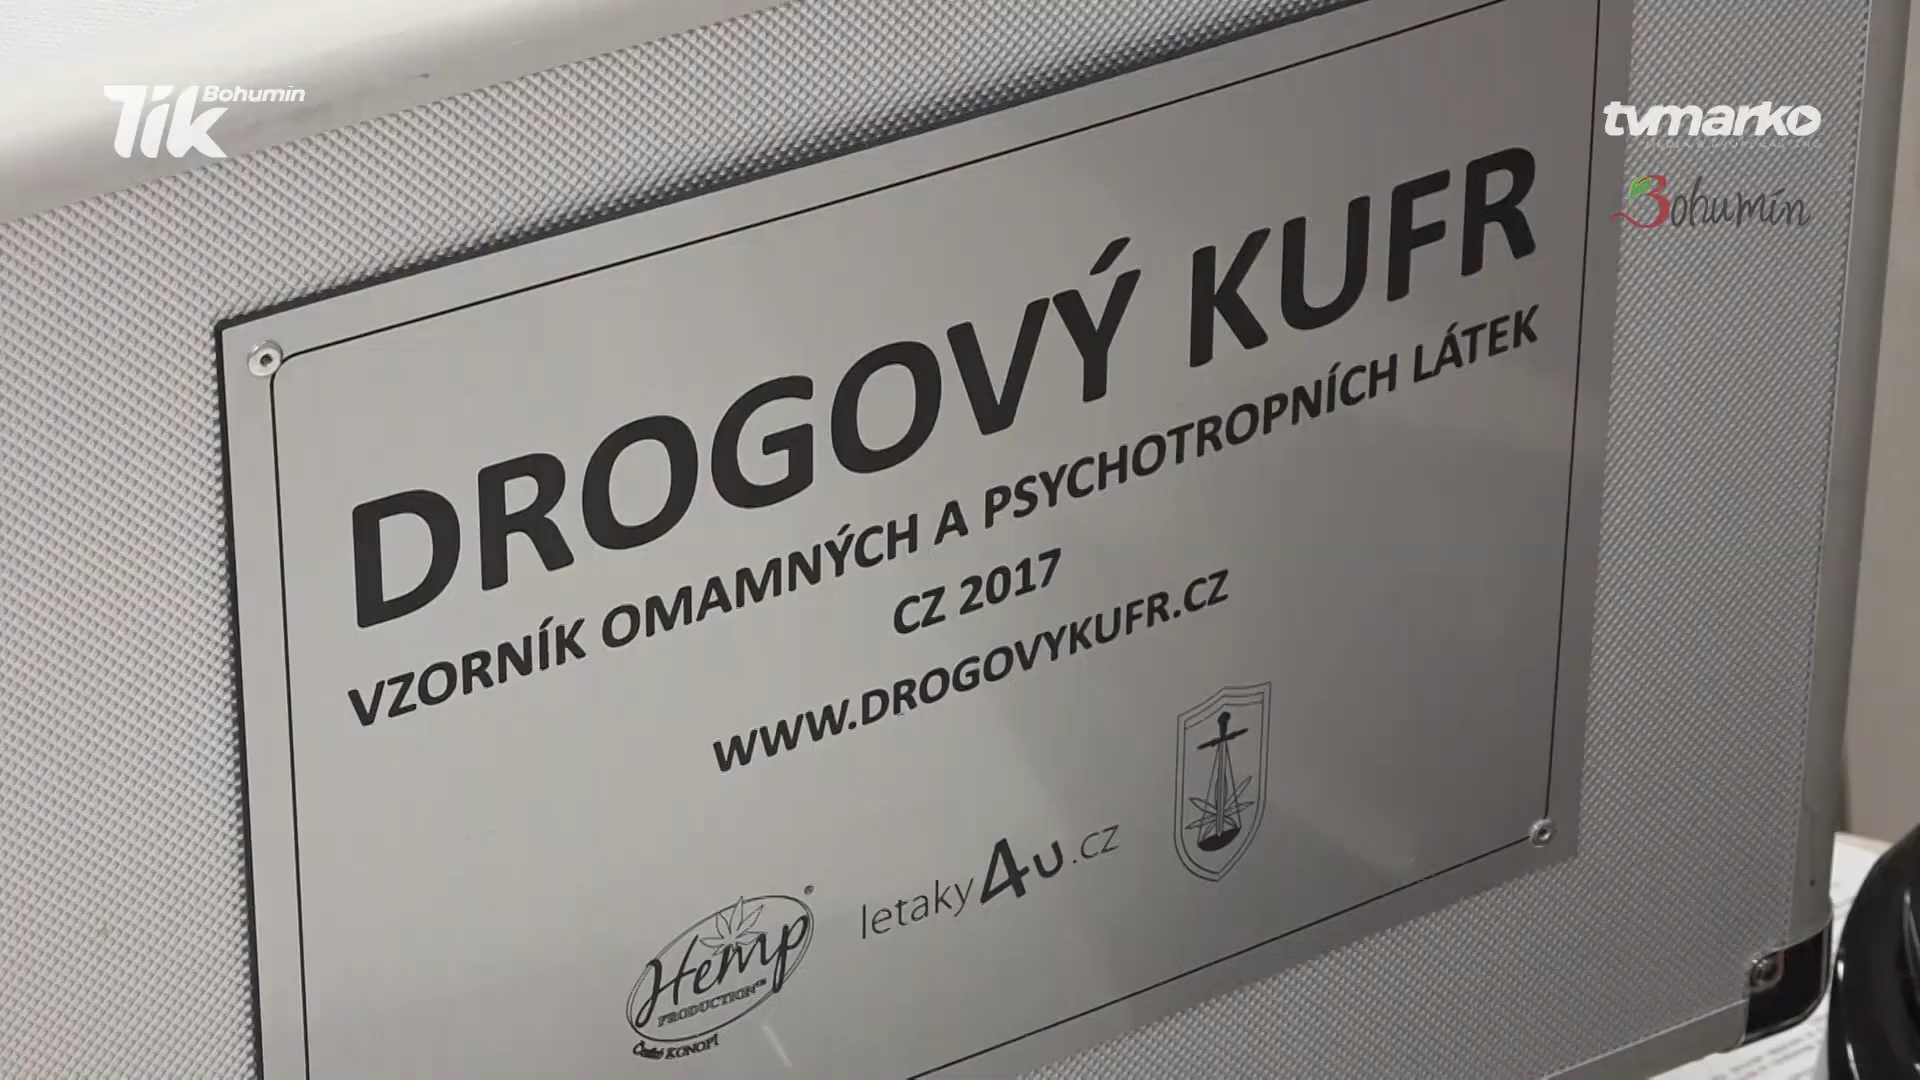 Tik Bohumín
tvmarko
Bohumín
DROGOVÝ KUFR
VZORNÍK OMAMNÝCH A PSYCHOTROPNÍCH LÁTEK
CZ 2017
WWW.DROGOVYKUFR.CZ
Hemp®
PRODUCTION™
České KONOPÍ
letaky4u.cz